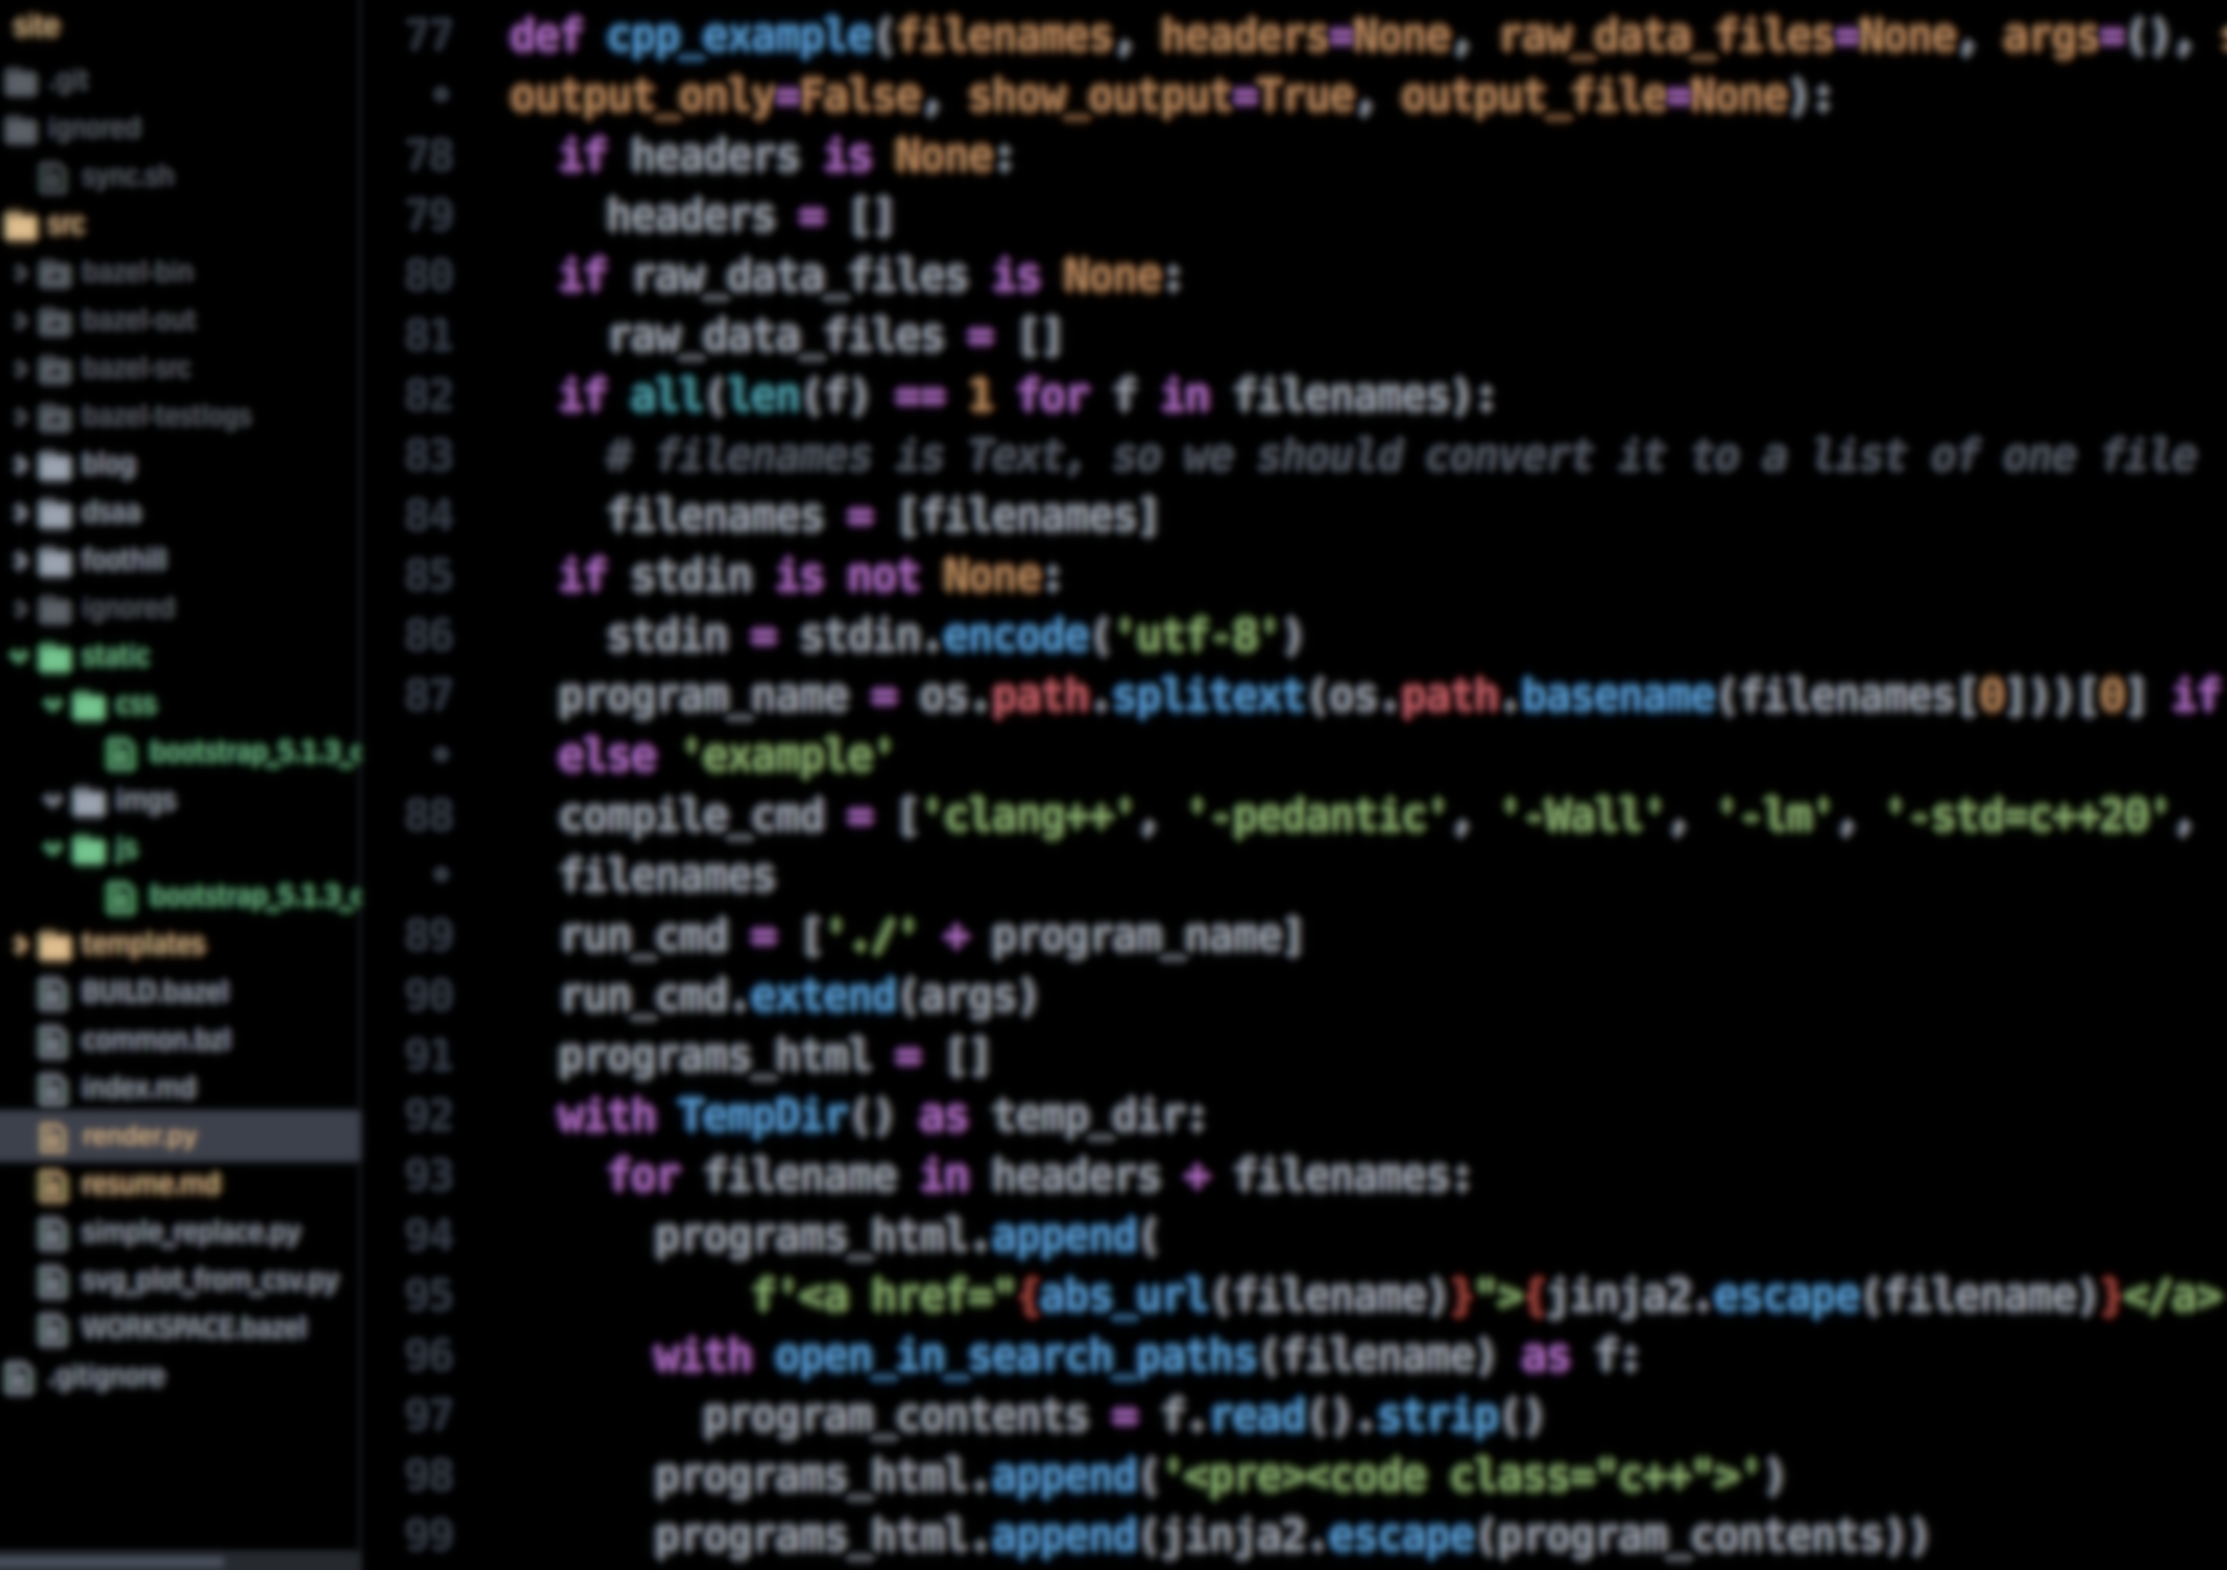 site
.git
ignored
sync.sh
src
bazel-bin
bazel-out
bazel-src
bazel-testlogs
blog
dsaa
foothill
ignored
static
css
bootstrap_5.1.3_c
imgs
js
bootstrap_5.1.3_c
templates
BUILD.bazel
common.bzl
index.md
render.py
resume.md
simple_replace.py
svg_plot_from_csv.py
WORKSPACE.bazel
.gitignore
77 def cpp_example(filenames, headers=None, raw_data_files=None, args=(),
• output_only=False, show_output=True, output_file=None):
78 if headers is None:
79 headers = []
80 if raw_data_files is None:
81 raw_data_files = []
82 if all(len(f) == 1 for f in filenames):
83 # filenames is Text, so we should convert it to a list of one file
84 filenames = [filenames]
85 if stdin is not None:
86 stdin = stdin.encode('utf-8')
87 program_name = os.path.splitext(os.path.basename(filenames[0]))[0] if
• else 'example'
88 compile_cmd = ['clang++', '-pedantic', '-Wall', '-lm', '-std=c++20',
• filenames
89 run_cmd = ['./' + program_name]
90 run_cmd.extend(args)
91 programs_html = []
92 with TempDir() as temp_dir:
93 for filename in headers + filenames:
94 programs_html.append(
95 f'<a href="{abs_url(filename)}">{jinja2.escape(filename)}</a>
96 with open_in_search_paths(filename) as f:
97 program_contents = f.read().strip()
98 programs_html.append('<pre><code class="c++">')
99 programs_html.append(jinja2.escape(program_contents))